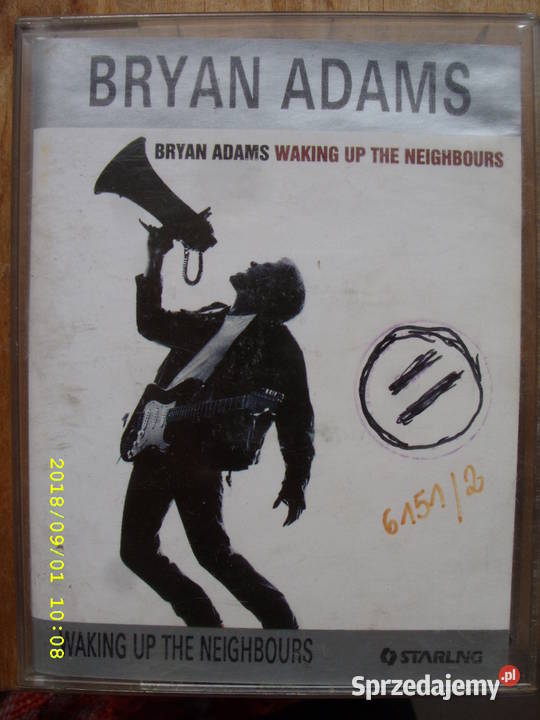 BRYAN ADAMS
BRYAN ADAMS WAKING UP THE NEIGHBOURS
6151/2
2018/09/01 10:08
WAKING UP THE NEIGHBOURS
STARLING
Sprzedajemy.pl